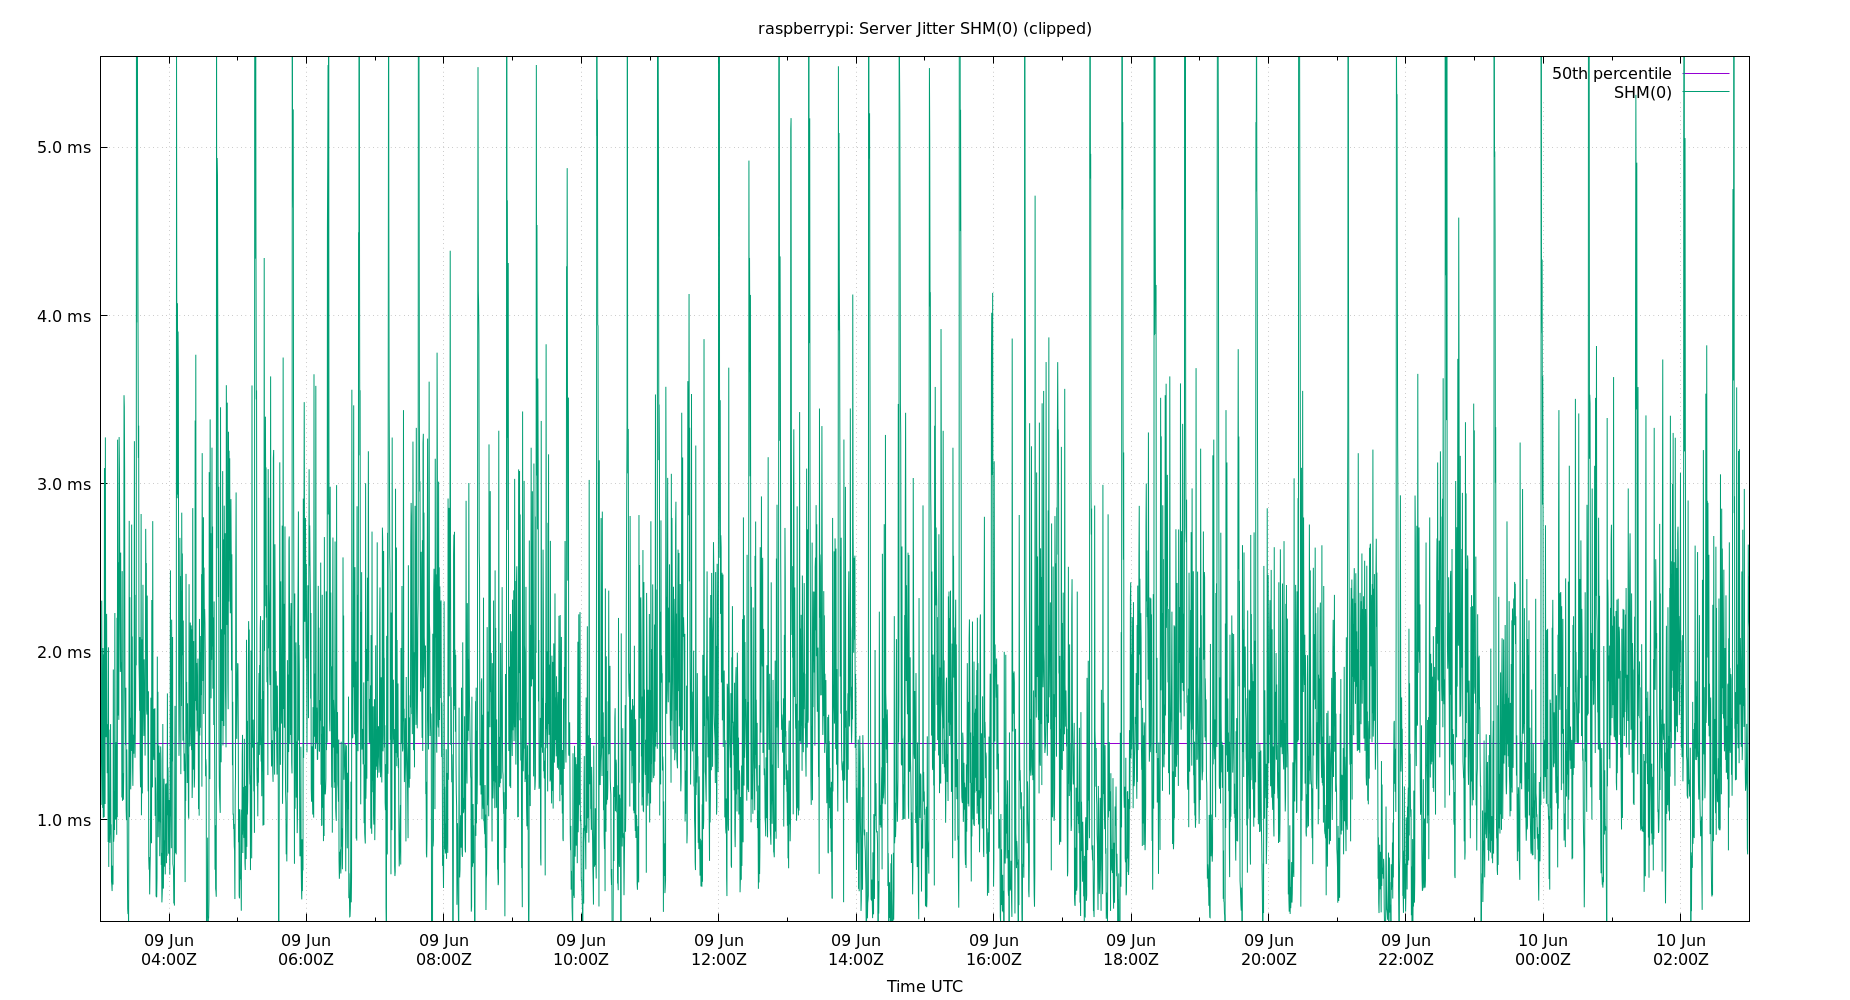 raspberrypi: Server Jitter SHM(0) (clipped)
50th percentile
SHM(0)
5.0 ms
4.0 ms
3.0 ms
2.0 ms
1.0 ms
09 Jun 09 Jun 09 Jun 09 Jun 09 Jun 09 Jun 09 Jun 09 Jun 09 Jun 09 Jun 10 Jun 10 Jun
04:00Z 06:00Z 08:00Z 10:00Z 12:00Z 14:00Z 16:00Z 18:00Z 20:00Z 22:00Z 00:00Z 02:00Z
Time UTC